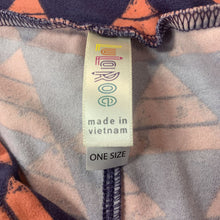 LuLaRoe
made in
vietnam
ONE SIZE